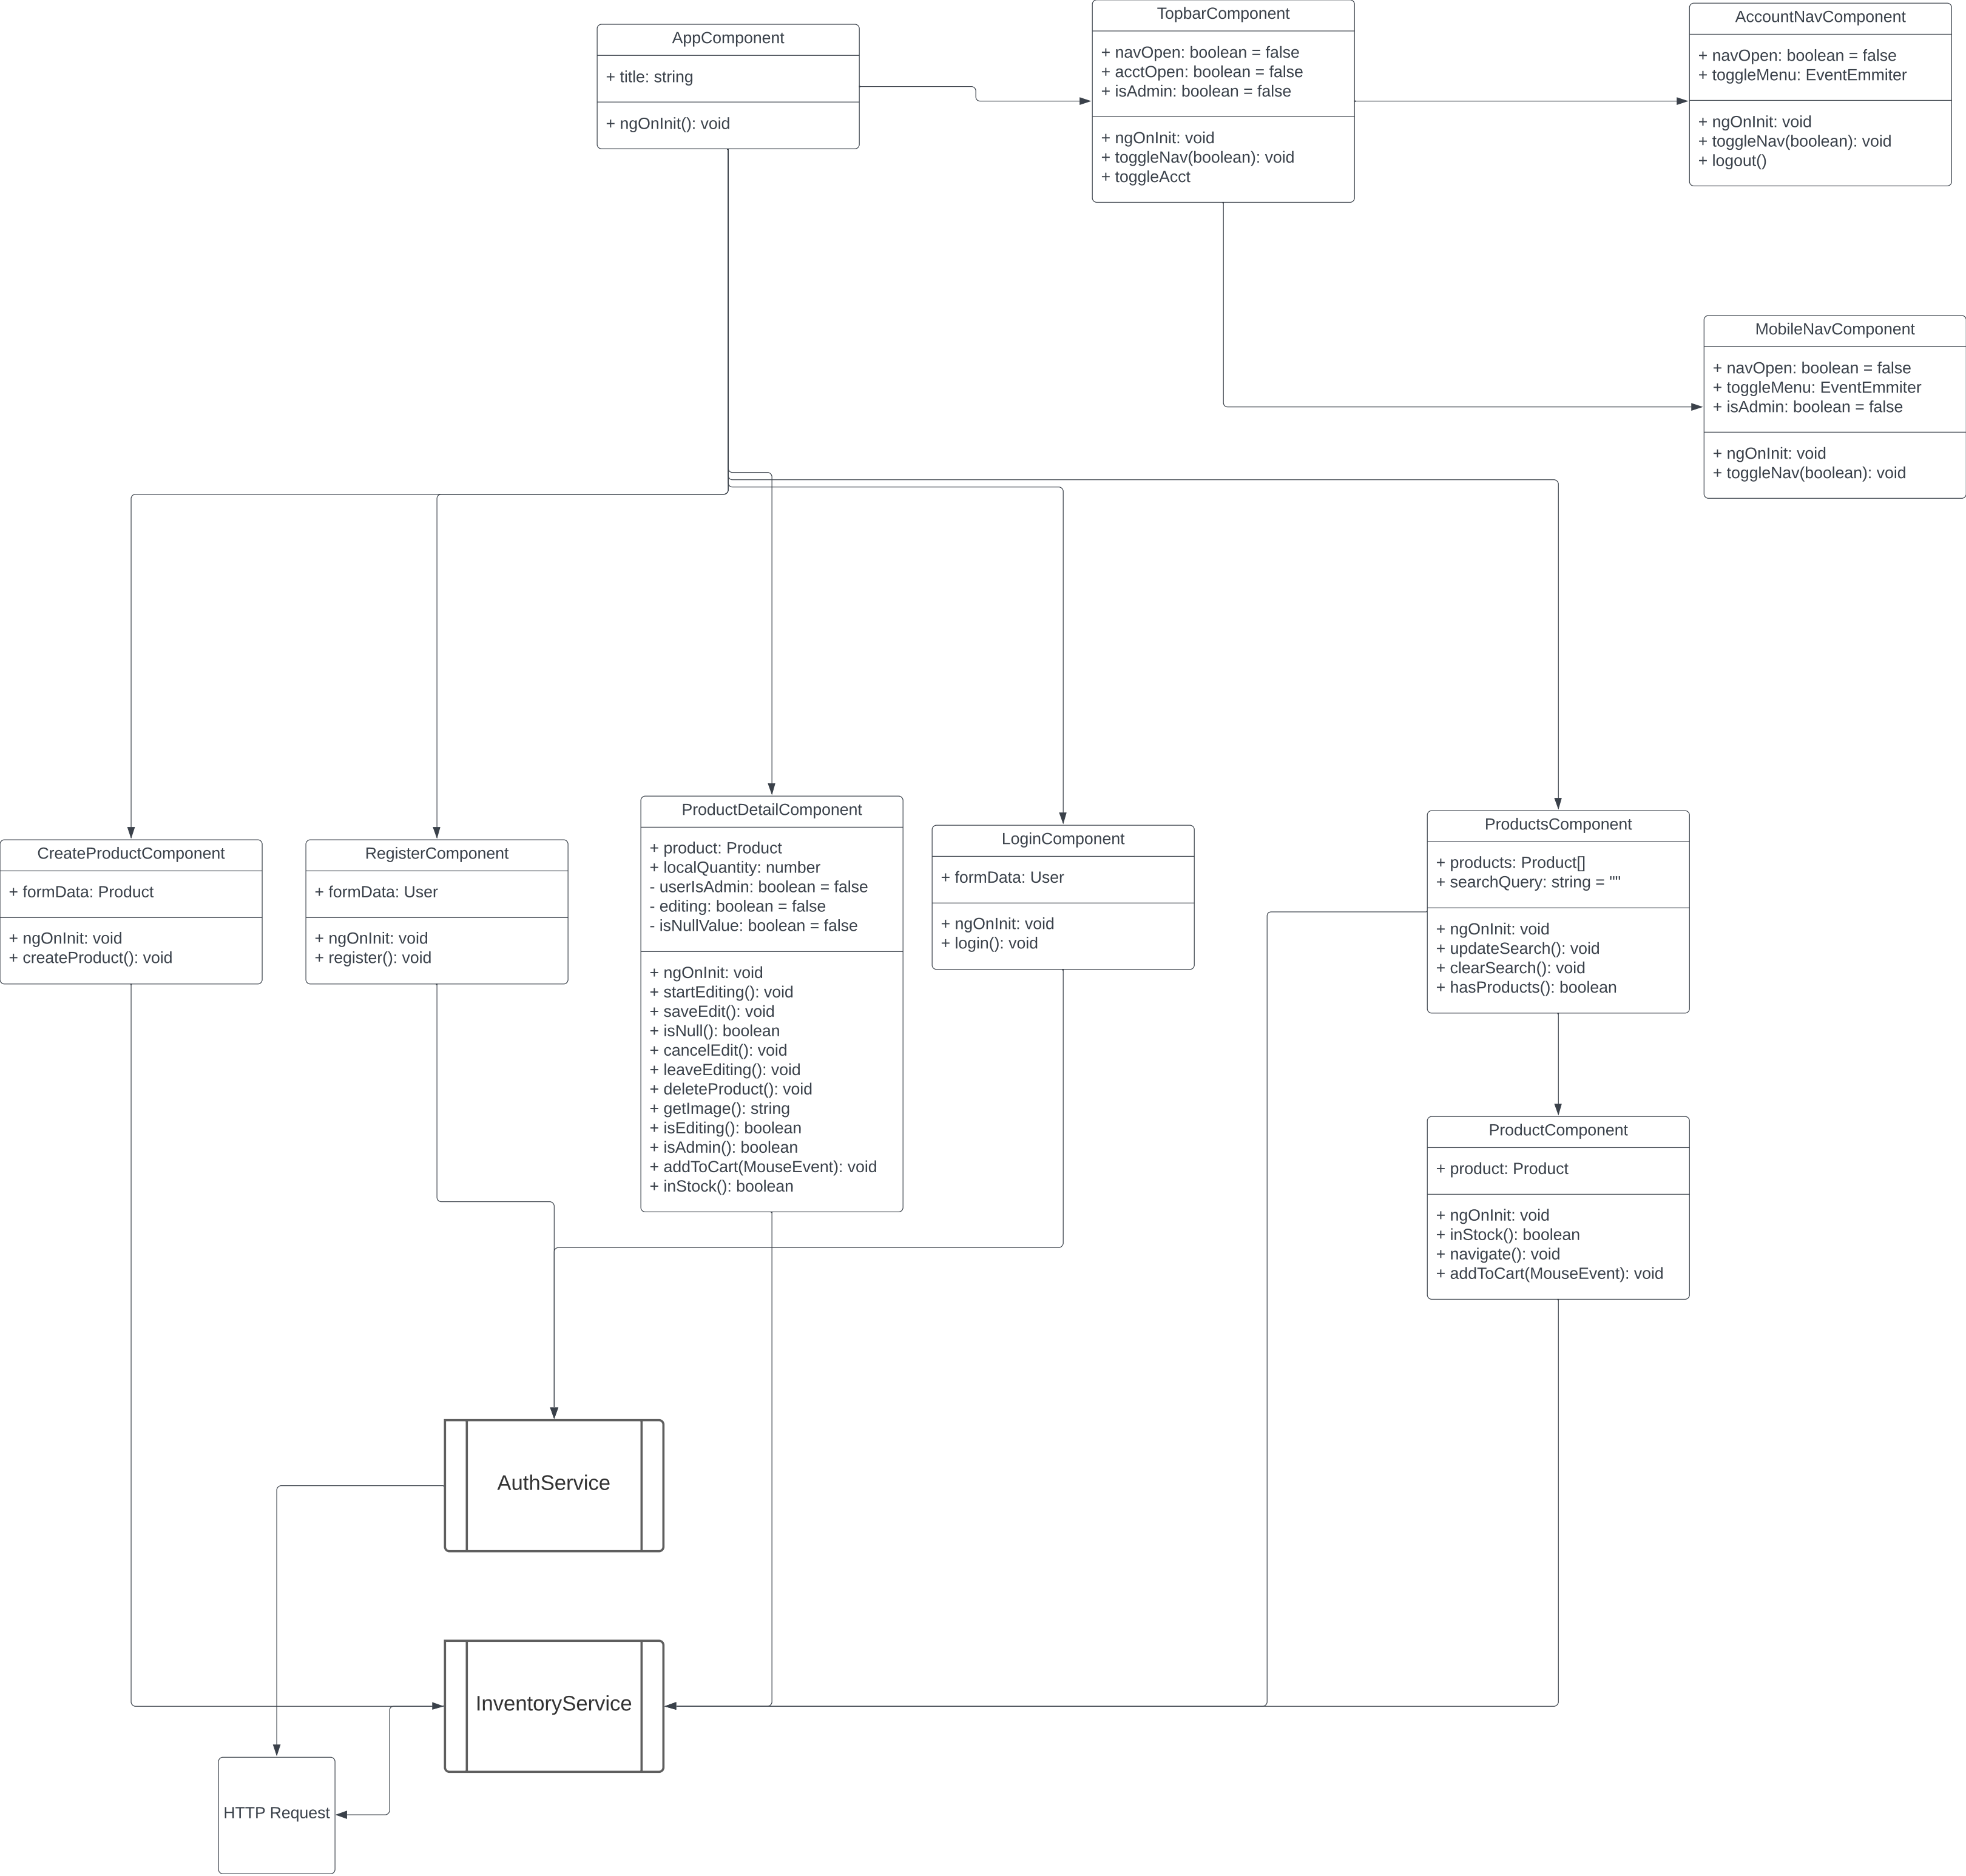 AppComponent
+ title: string
+ ngOnInit(): void
TopbarComponent
+ navOpen: boolean = false
+ acctOpen: boolean = false
+ isAdmin: boolean = false
+ ngOnInit: void
+ toggleNav(boolean): void
+ toggleAcct
AccountNavComponent
+ navOpen: boolean = false
+ toggleMenu: EventEmmiter
+ ngOnInit: void
+ toggleNav(boolean): void
+ logout()
MobileNavComponent
+ navOpen: boolean = false
+ toggleMenu: EventEmmiter
+ isAdmin: boolean = false
+ ngOnInit: void
+ toggleNav(boolean): void
CreateProductComponent
+ formData: Product
+ ngOnInit: void
+ createProduct(): void
RegisterComponent
+ formData: User
+ ngOnInit: void
+ register(): void
ProductDetailComponent
+ product: Product
+ localQuantity: number
- userIsAdmin: boolean = false
- editing: boolean = false
- isNullValue: boolean = false
+ ngOnInit: void
+ startEditing(): void
+ saveEdit(): void
+ isNull(): boolean
+ cancelEdit(): void
+ leaveEditing(): void
+ deleteProduct(): void
+ getImage(): string
+ isEditing(): boolean
+ isAdmin(): boolean
+ addToCart(MouseEvent): void
+ inStock(): boolean
LoginComponent
+ formData: User
+ ngOnInit: void
+ login(): void
ProductsComponent
+ products: Product[]
+ searchQuery: string = ""
+ ngOnInit: void
+ updateSearch(): void
+ clearSearch(): void
+ hasProducts(): boolean
ProductComponent
+ product: Product
+ ngOnInit: void
+ inStock(): boolean
+ navigate(): void
+ addToCart(MouseEvent): void
AuthService
InventoryService
HTTP Request